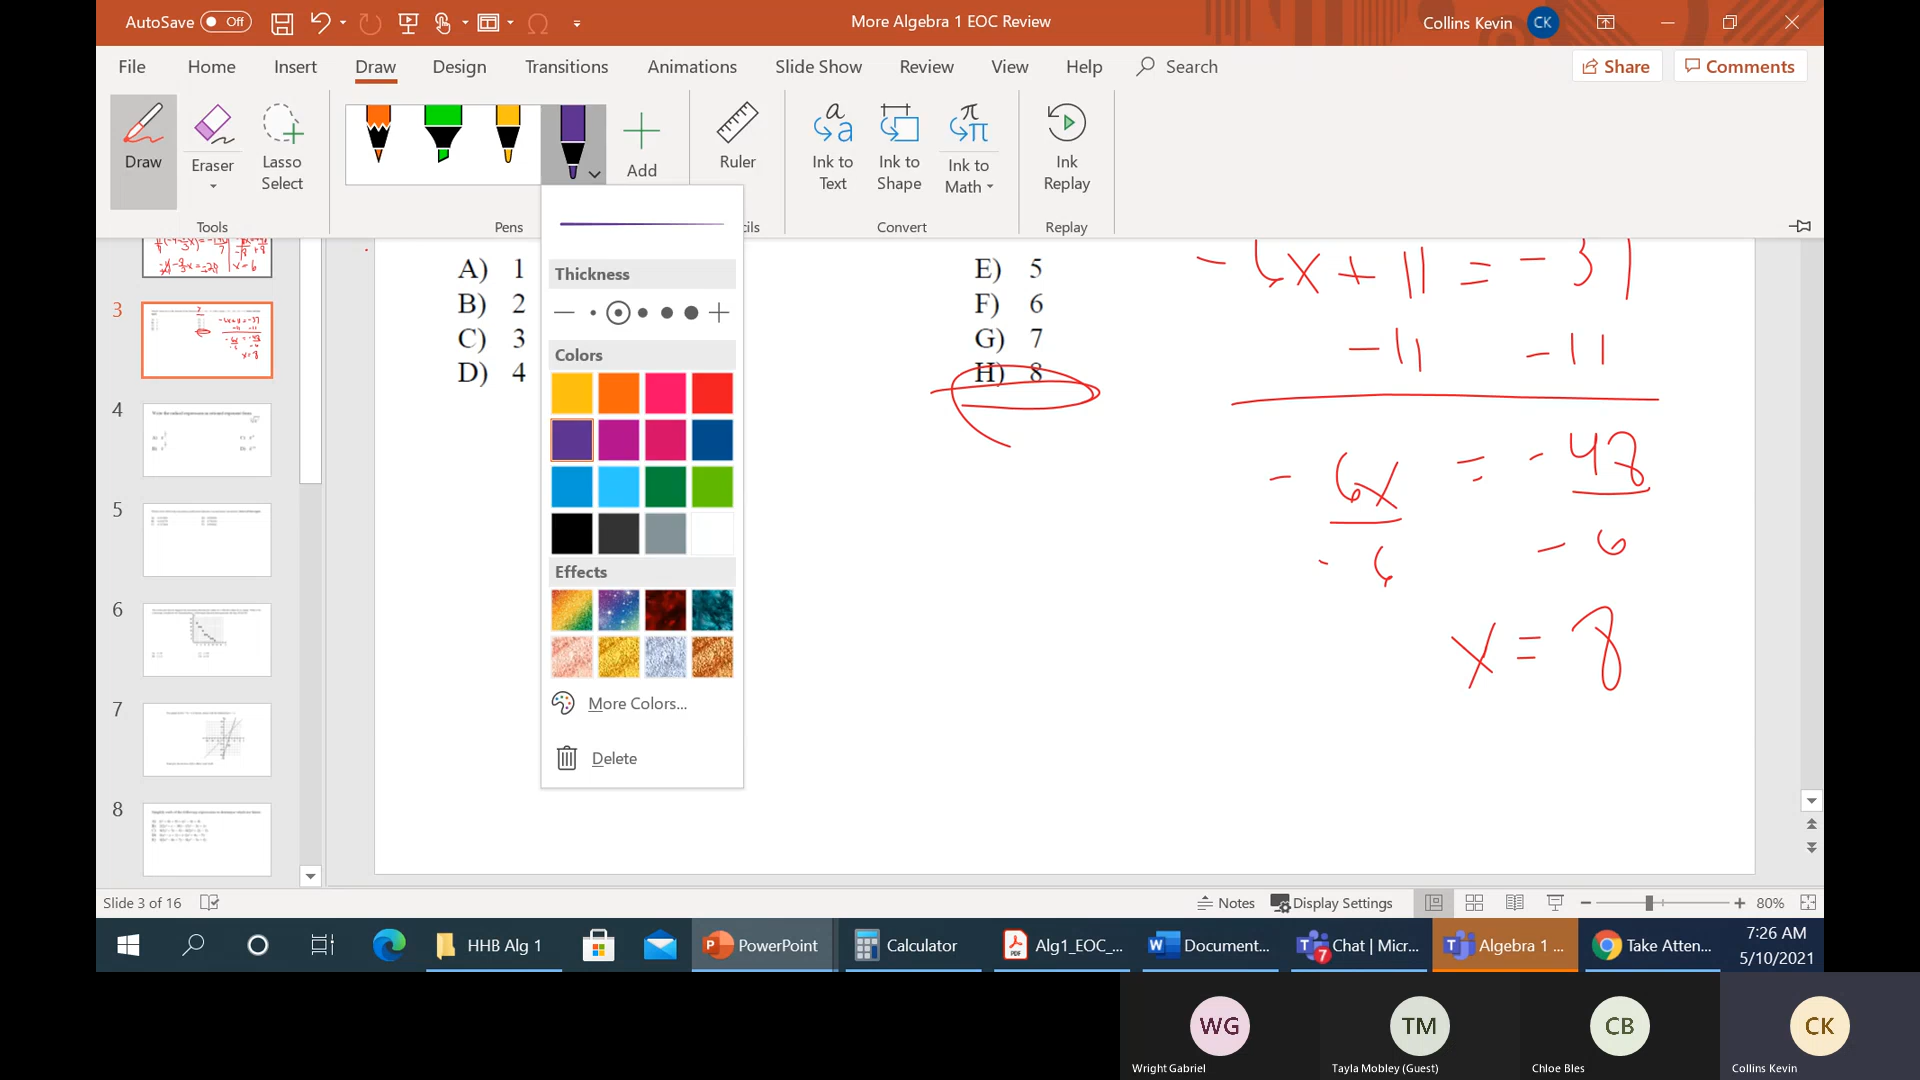 AutoSave Off More Algebra 1 EOC Review Collins Kevin CK
File Home Insert Draw Design Transitions Animations Slide Show Review View Help Search Share Comments
Draw Eraser Lasso Select Add Ruler Ink to Text Ink to Shape Ink to Math Ink Replay
Tools Pens ils Convert Replay
Thickness
Colors
Effects
More Colors...
Delete
3
4
5
6
7
8
A) 1
B) 2
C) 3
D) 4
E) 5
F) 6
G) 7
H) 8
- 6x + 11 = - 37
- 11 - 11
- 6x = - 48
- 6 - 6
x = 8
Slide 3 of 16 Notes Display Settings 80%
HHB Alg 1 PowerPoint Calculator Alg1_EOC_... Document... Chat | Micr... 7 Algebra 1 ... Take Atten... 7:26 AM
5/10/2021
WG TM CB CK
Wright Gabriel Tayla Mobley (Guest) Chloe Bles Collins Kevin